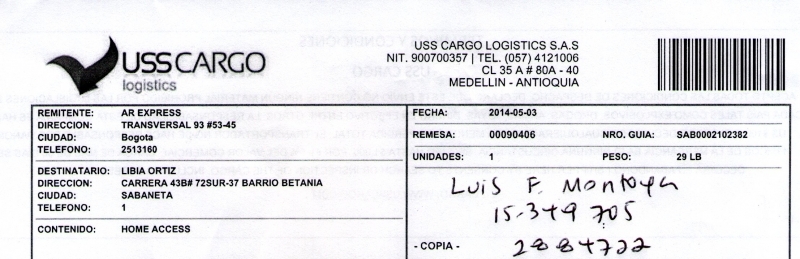 USS CARGO
logistics
USS CARGO LOGISTICS S.A.S
NIT. 900700357 | TEL. (057) 4121006
CL 35 A # 80A - 40
MEDELLIN - ANTIOQUIA
REMITENTE: AR EXPRESS
DIRECCION: TRANSVERSAL 93 #53-45
CIUDAD: Bogota
TELEFONO: 2513160
DESTINATARIO: LIBIA ORTIZ
DIRECCION: CARRERA 43B# 72SUR-37 BARRIO BETANIA
CIUDAD: SABANETA
TELEFONO: 1
CONTENIDO: HOME ACCESS
FECHA: 2014-05-03
REMESA: 00090406 NRO. GUIA: SAB0002102382
UNIDADES: 1 PESO: 29 LB
Luis F. Montoya
15.349 705
- COPIA - 2884722